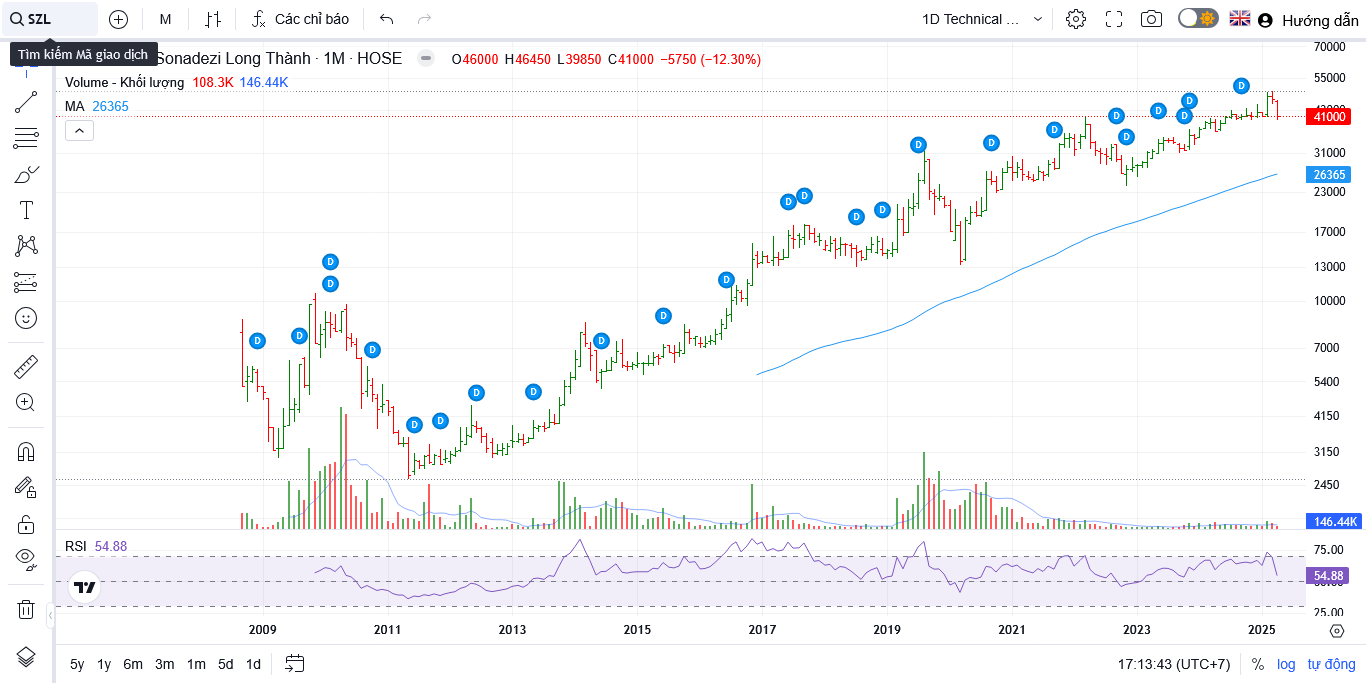 SZL
M
Các chỉ báo
1D Technical ...
Hướng dẫn
Tìm kiếm Mã giao dịch
Sonadezi Long Thành · 1M · HOSE
O46000 H46450 L39850 C41000 −5750 (−12.30%)
Volume - Khối lượng 108.3K 146.44K
MA 26365
70000
55000
43000
41000
31000
26365
23000
17000
13000
10000
7000
5400
4150
3150
2450
146.44K
D D D D D D D D D D D D D D D D D D D D D D D D
RSI 54.88
75.00
54.88
50.00
25.00
2009 2011 2013 2015 2017 2019 2021 2023 2025
5y 1y 6m 3m 1m 5d 1d
17:13:43 (UTC+7) % log tự động